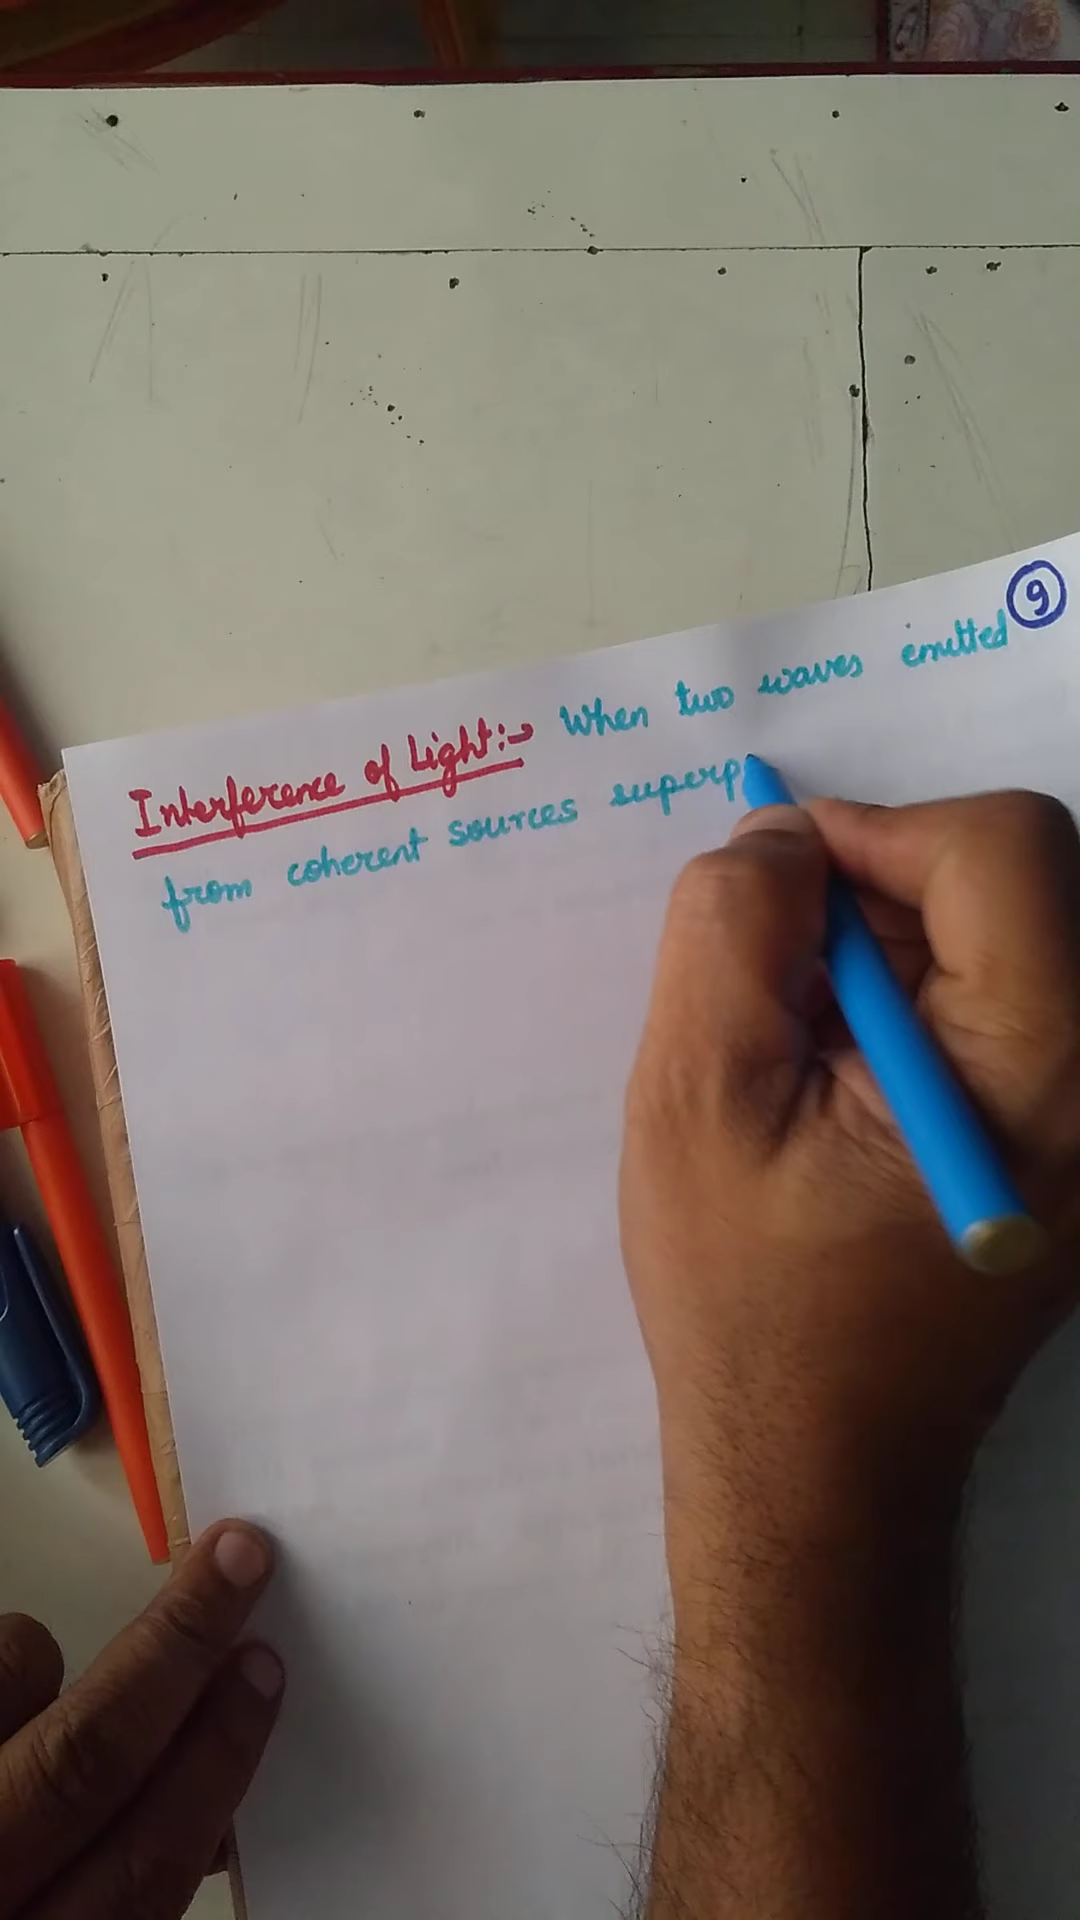 9
Interference of Light:→ When two waves emitted
from coherent sources superp